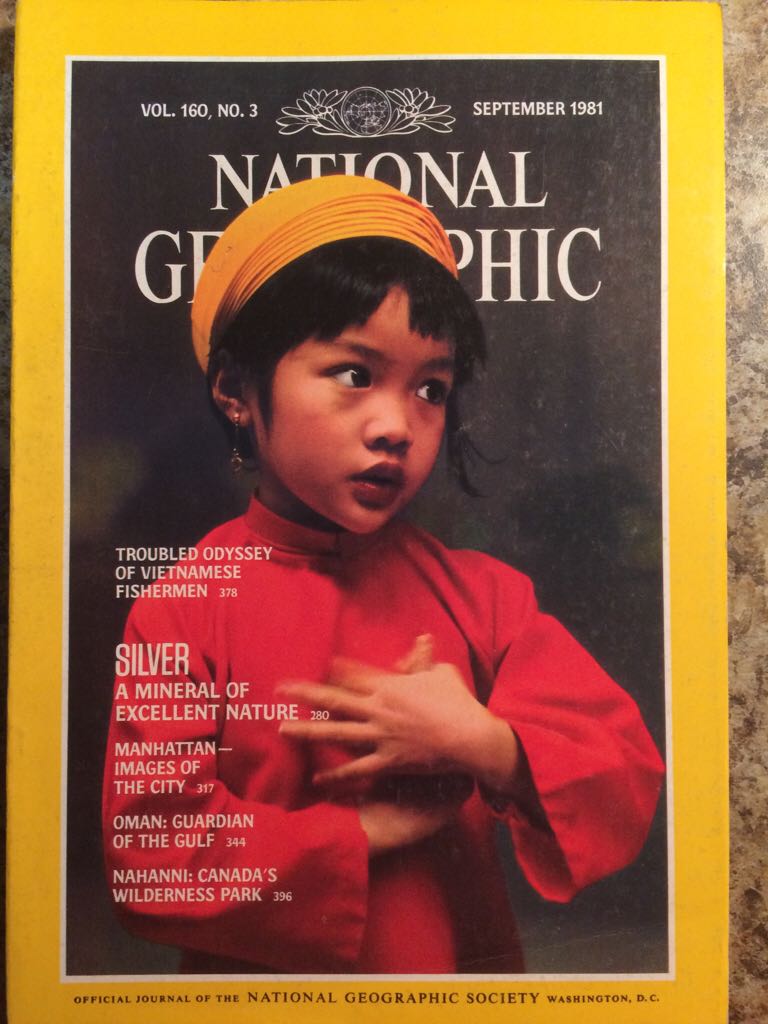 VOL. 160, NO. 3
SEPTEMBER 1981
NATIONAL
GEOGRAPHIC
TROUBLED ODYSSEY
OF VIETNAMESE
FISHERMEN 378
SILVER
A MINERAL OF
EXCELLENT NATURE 280
MANHATTAN—
IMAGES OF
THE CITY 317
OMAN: GUARDIAN
OF THE GULF 344
NAHANNI: CANADA'S
WILDERNESS PARK 396
OFFICIAL JOURNAL OF THE NATIONAL GEOGRAPHIC SOCIETY WASHINGTON, D.C.